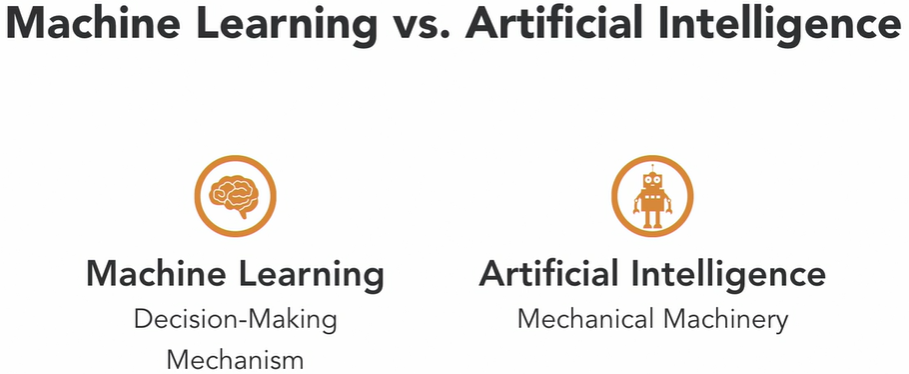 Machine Learning vs. Artificial Intelligence
Machine Learning
Decision-Making
Mechanism
Artificial Intelligence
Mechanical Machinery